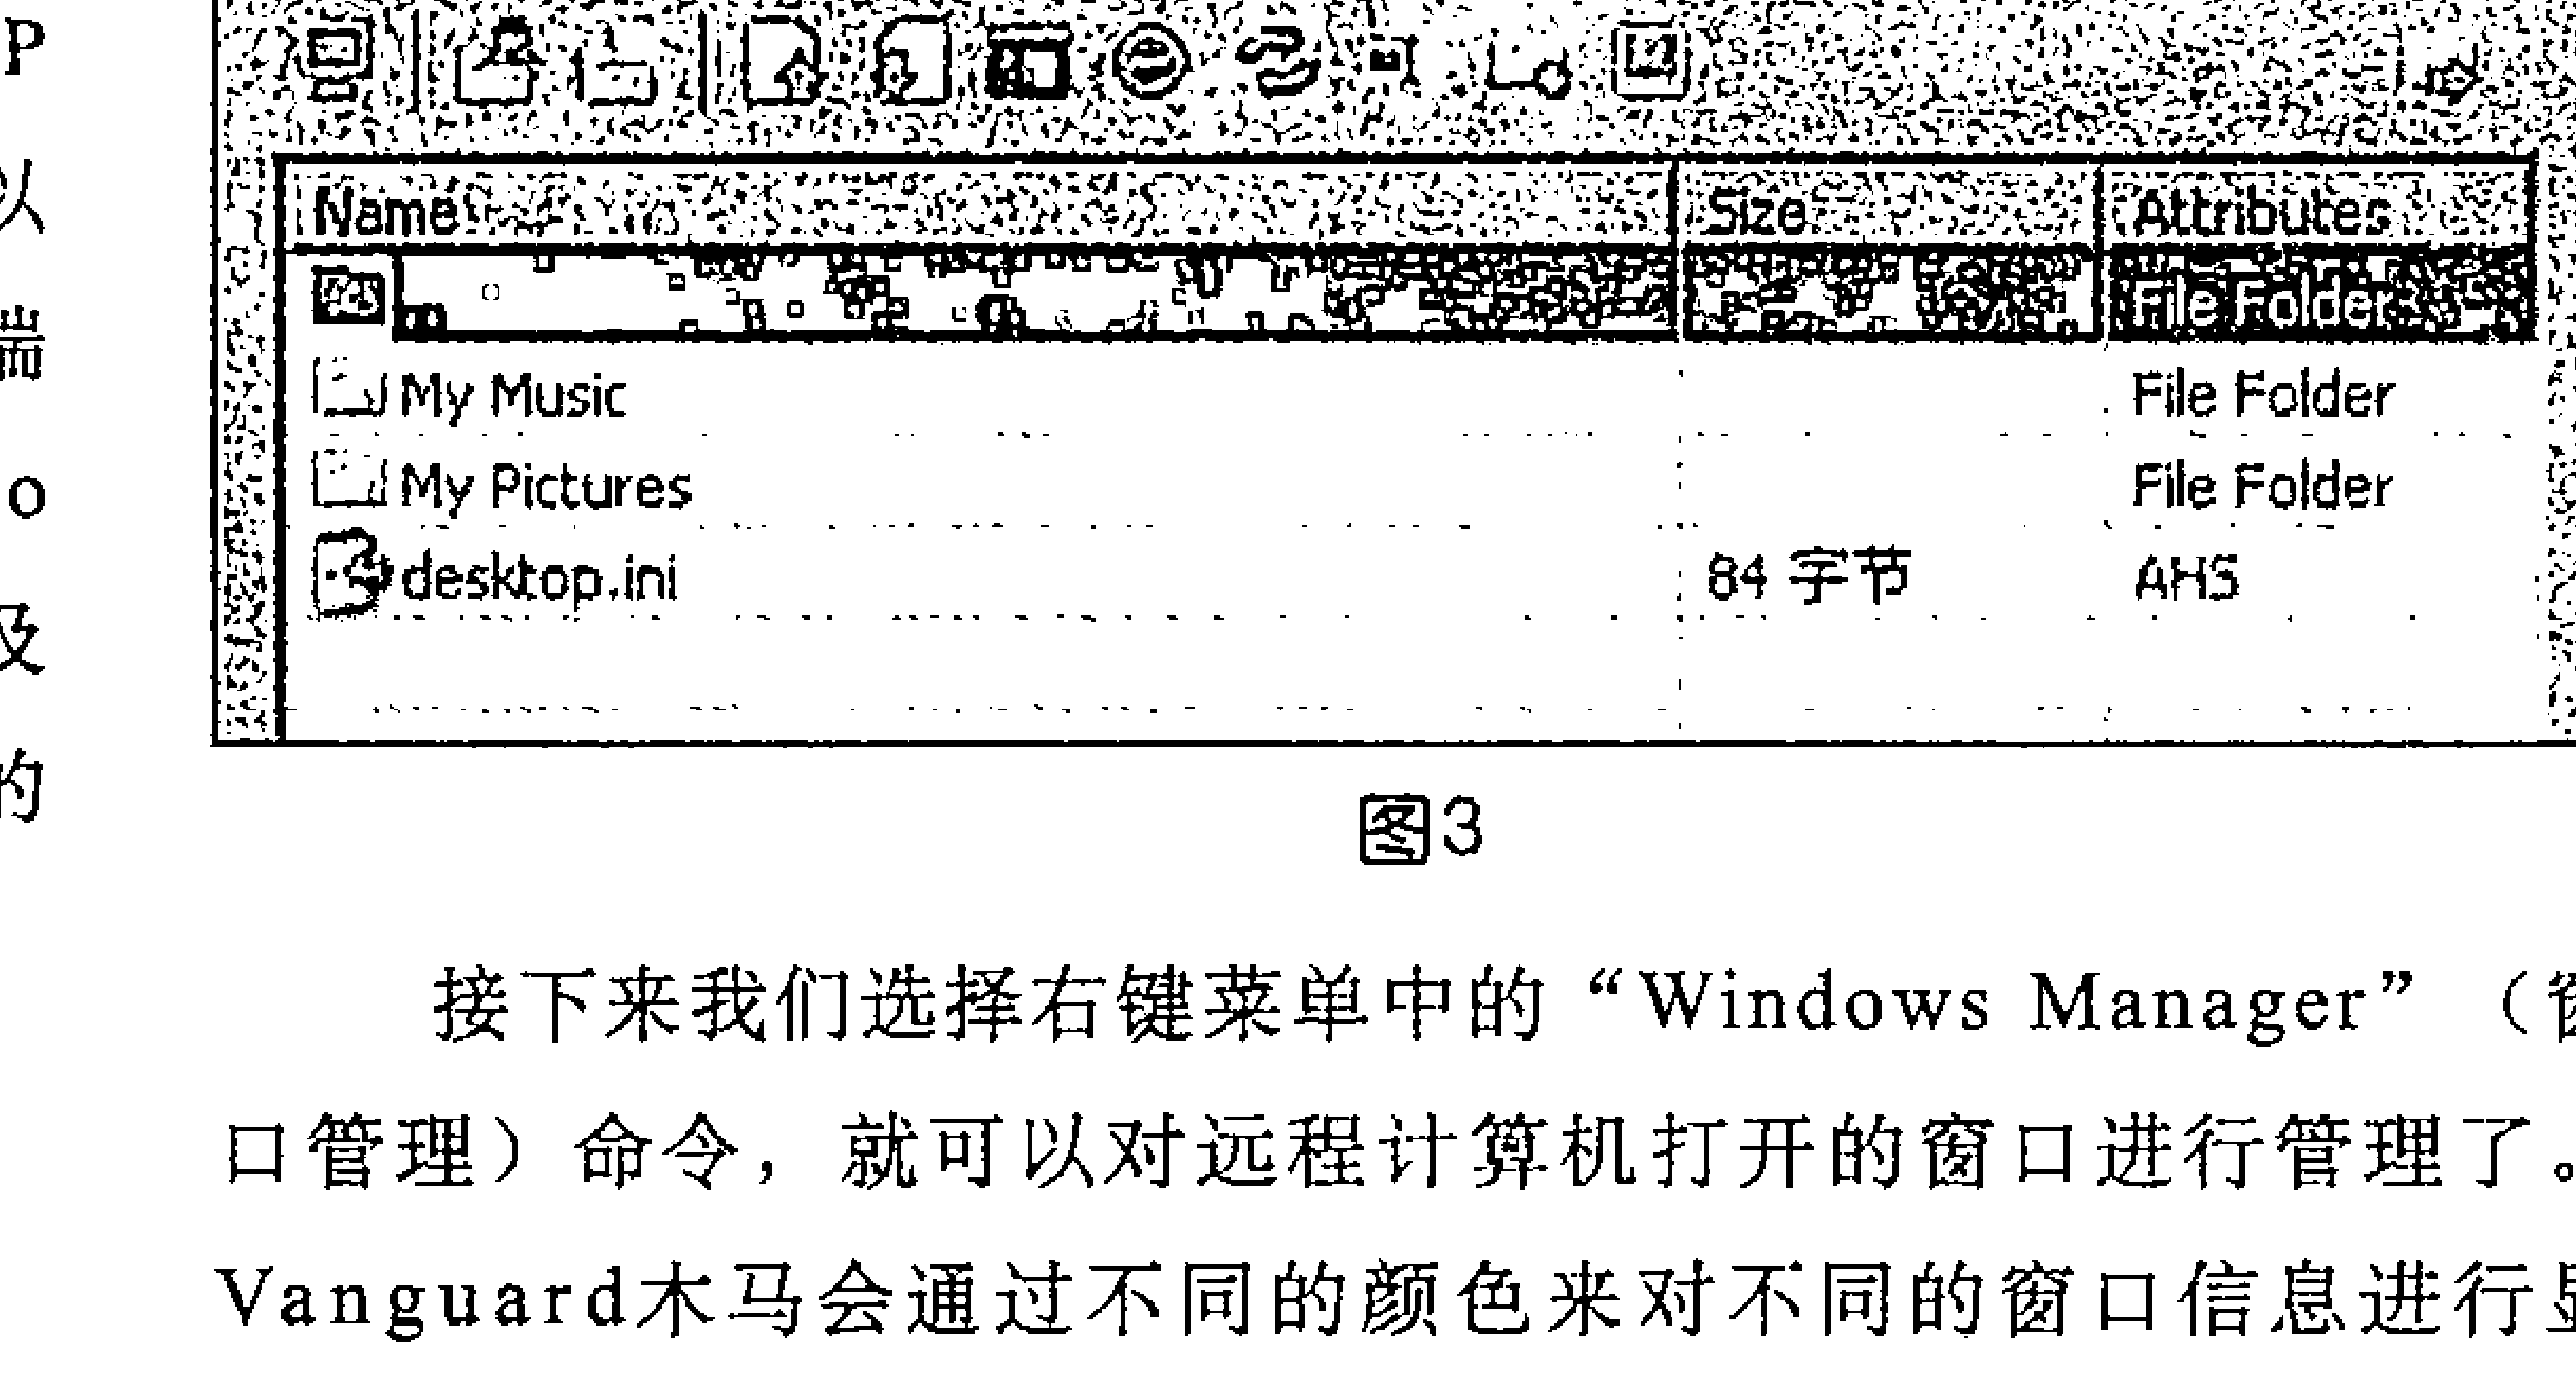 P
以
端
o
及
的
Name Size Attributes
File Folder
My Music File Folder
My Pictures File Folder
desktop.ini 84 字节 AHS
图3
接下来我们选择右键菜单中的“Windows Manager”（窗
口管理）命令，就可以对远程计算机打开的窗口进行管理了。
Vanguard木马会通过不同的颜色来对不同的窗口信息进行显